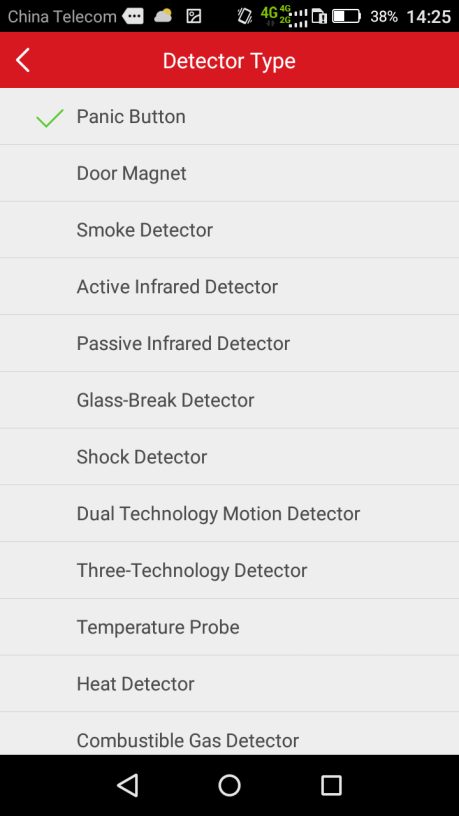 China Telecom 4G 4G 2G 38% 14:25
Detector Type
Panic Button
Door Magnet
Smoke Detector
Active Infrared Detector
Passive Infrared Detector
Glass-Break Detector
Shock Detector
Dual Technology Motion Detector
Three-Technology Detector
Temperature Probe
Heat Detector
Combustible Gas Detector